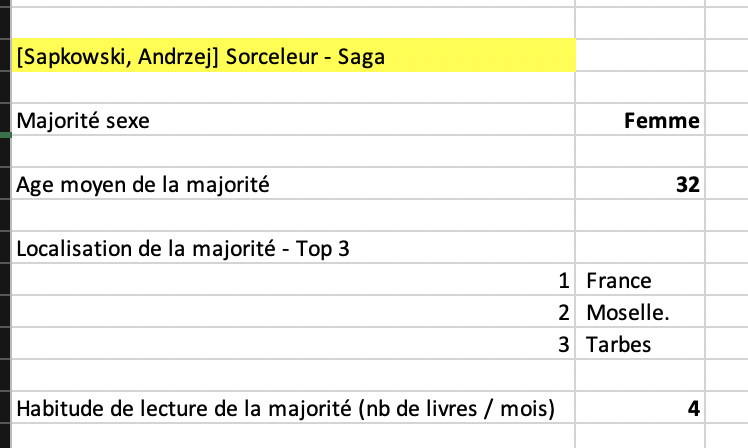 [Sapkowski, Andrzej] Sorceleur - Saga
Majorité sexe Femme
Age moyen de la majorité 32
Localisation de la majorité - Top 3
1 France
2 Moselle.
3 Tarbes
Habitude de lecture de la majorité (nb de livres / mois) 4